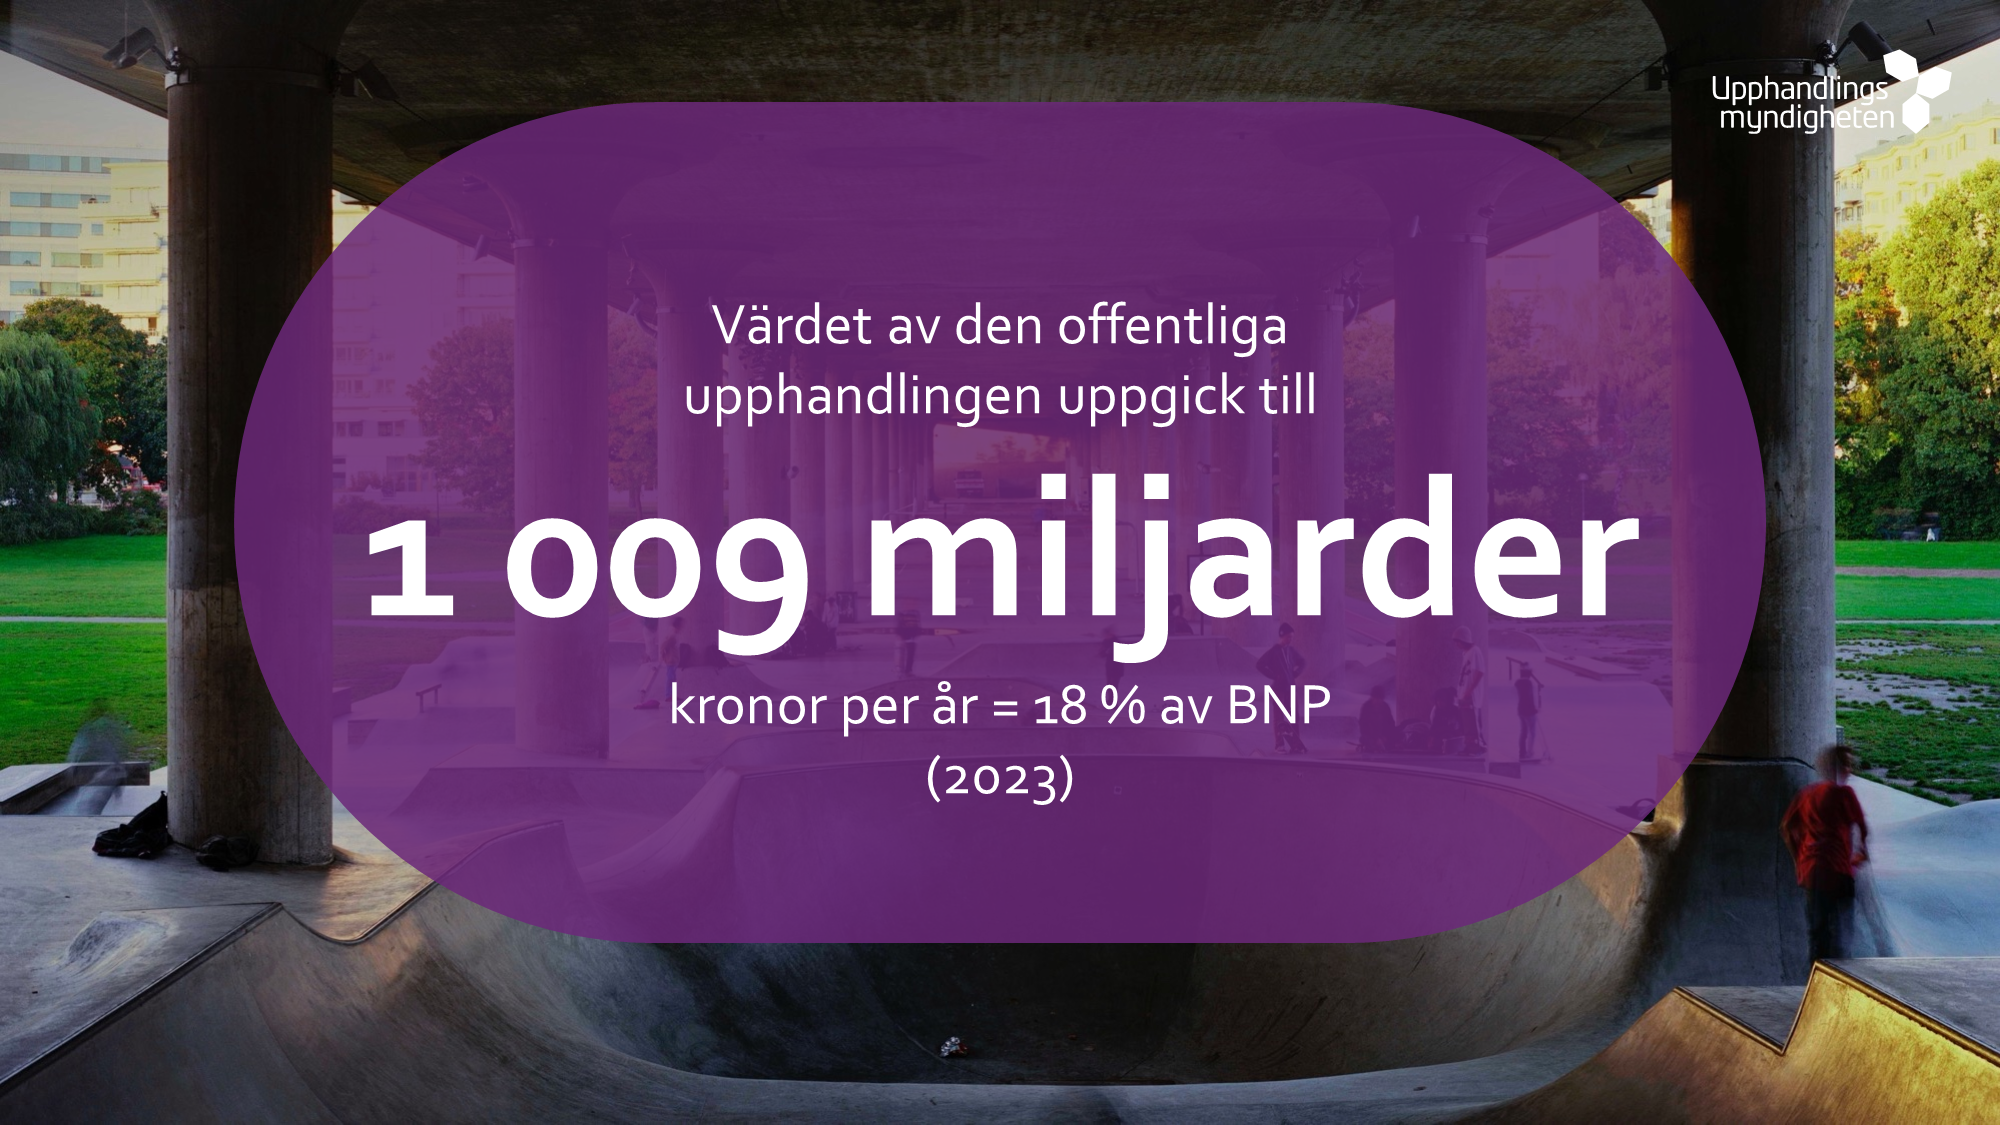 Upphandlings
myndigheten
Värdet av den offentliga
upphandlingen uppgick till
1 009 miljarder
kronor per år = 18 % av BNP
(2023)